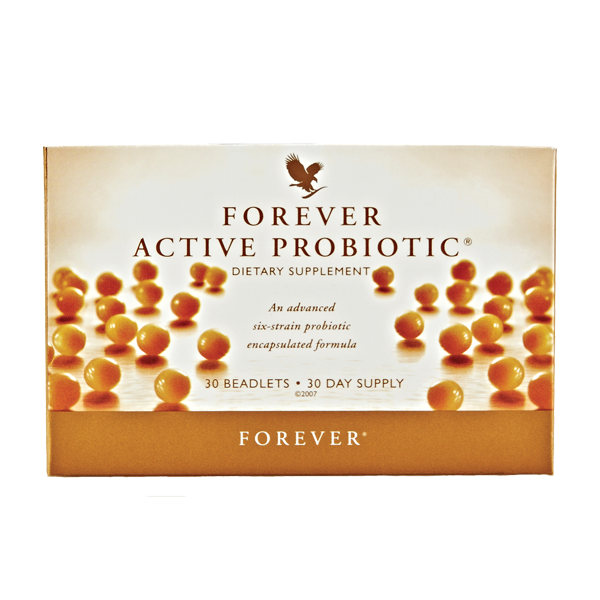 FOREVER
ACTIVE PROBIOTIC®
DIETARY SUPPLEMENT
An advanced
six-strain probiotic
encapsulated formula
30 BEADLETS • 30 DAY SUPPLY
©2007
FOREVER®